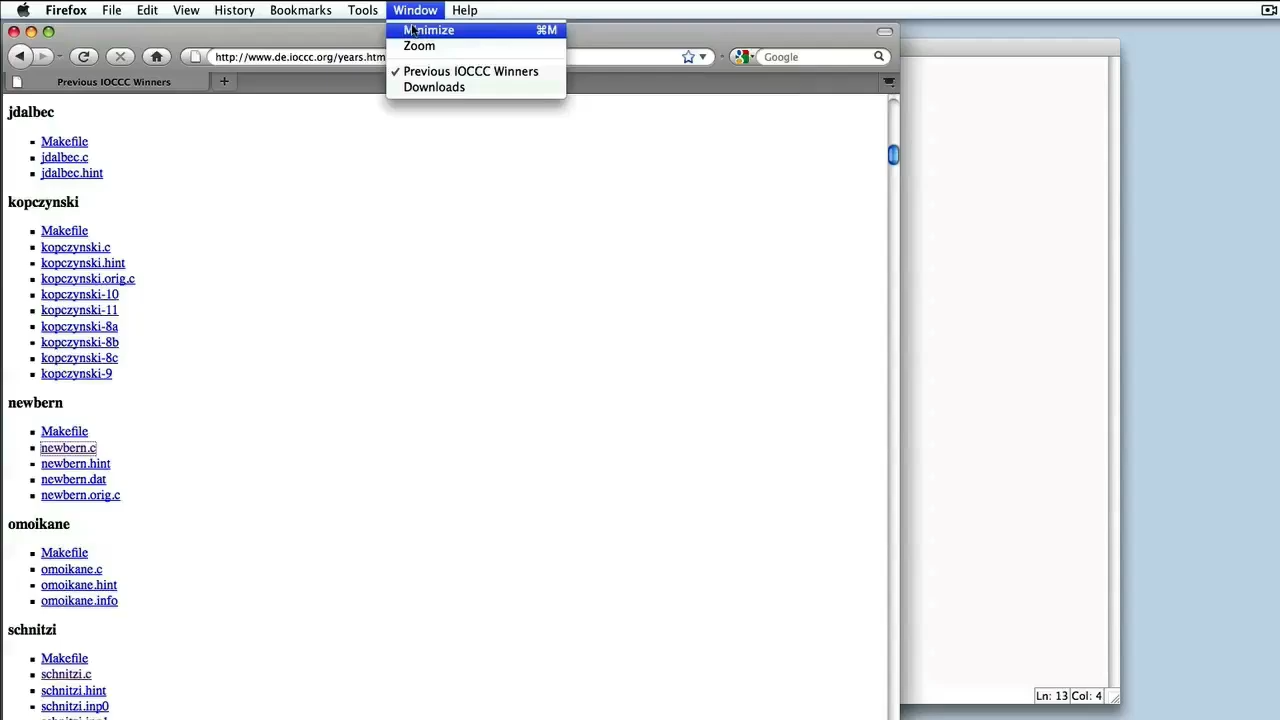 Firefox File Edit View History Bookmarks Tools Window Help
Minimize ⌘M
Zoom
✓ Previous IOCCC Winners
Downloads
http://www.de.ioccc.org/years.htm
Google
Previous IOCCC Winners
jdalbec
Makefile
jdalbec.c
jdalbec.hint
kopczynski
Makefile
kopczynski.c
kopczynski.hint
kopczynski.orig.c
kopczynski-10
kopczynski-11
kopczynski-8a
kopczynski-8b
kopczynski-8c
kopczynski-9
newbern
Makefile
newbern.c
newbern.hint
newbern.dat
newbern.orig.c
omoikane
Makefile
omoikane.c
omoikane.hint
omoikane.info
schnitzi
Makefile
schnitzi.c
schnitzi.hint
schnitzi.inp0
Ln: 13 Col: 4